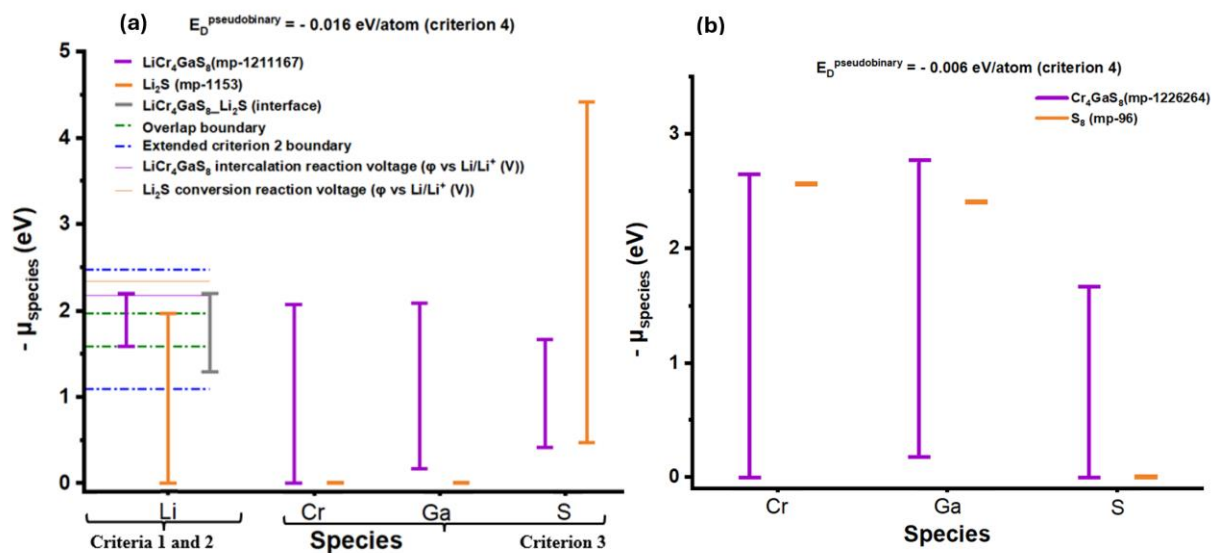 (a)
E_D^pseudobinary = - 0.016 eV/atom (criterion 4)
5
4
3
2
1
0
- μ_species (eV)
LiCr₄GaS₈(mp-1211167)
Li₂S (mp-1153)
LiCr₄GaS₈_Li₂S (interface)
Overlap boundary
Extended criterion 2 boundary
LiCr₄GaS₈ intercalation reaction voltage (φ vs Li/Li⁺ (V))
Li₂S conversion reaction voltage (φ vs Li/Li⁺ (V))
Li
Cr
Ga
S
Criteria 1 and 2
Species
Criterion 3
(b)
E_D^pseudobinary = - 0.006 eV/atom (criterion 4)
Cr₄GaS₈(mp-1226264)
S₈ (mp-96)
3
2
1
0
- μ_species (eV)
Cr
Ga
S
Species